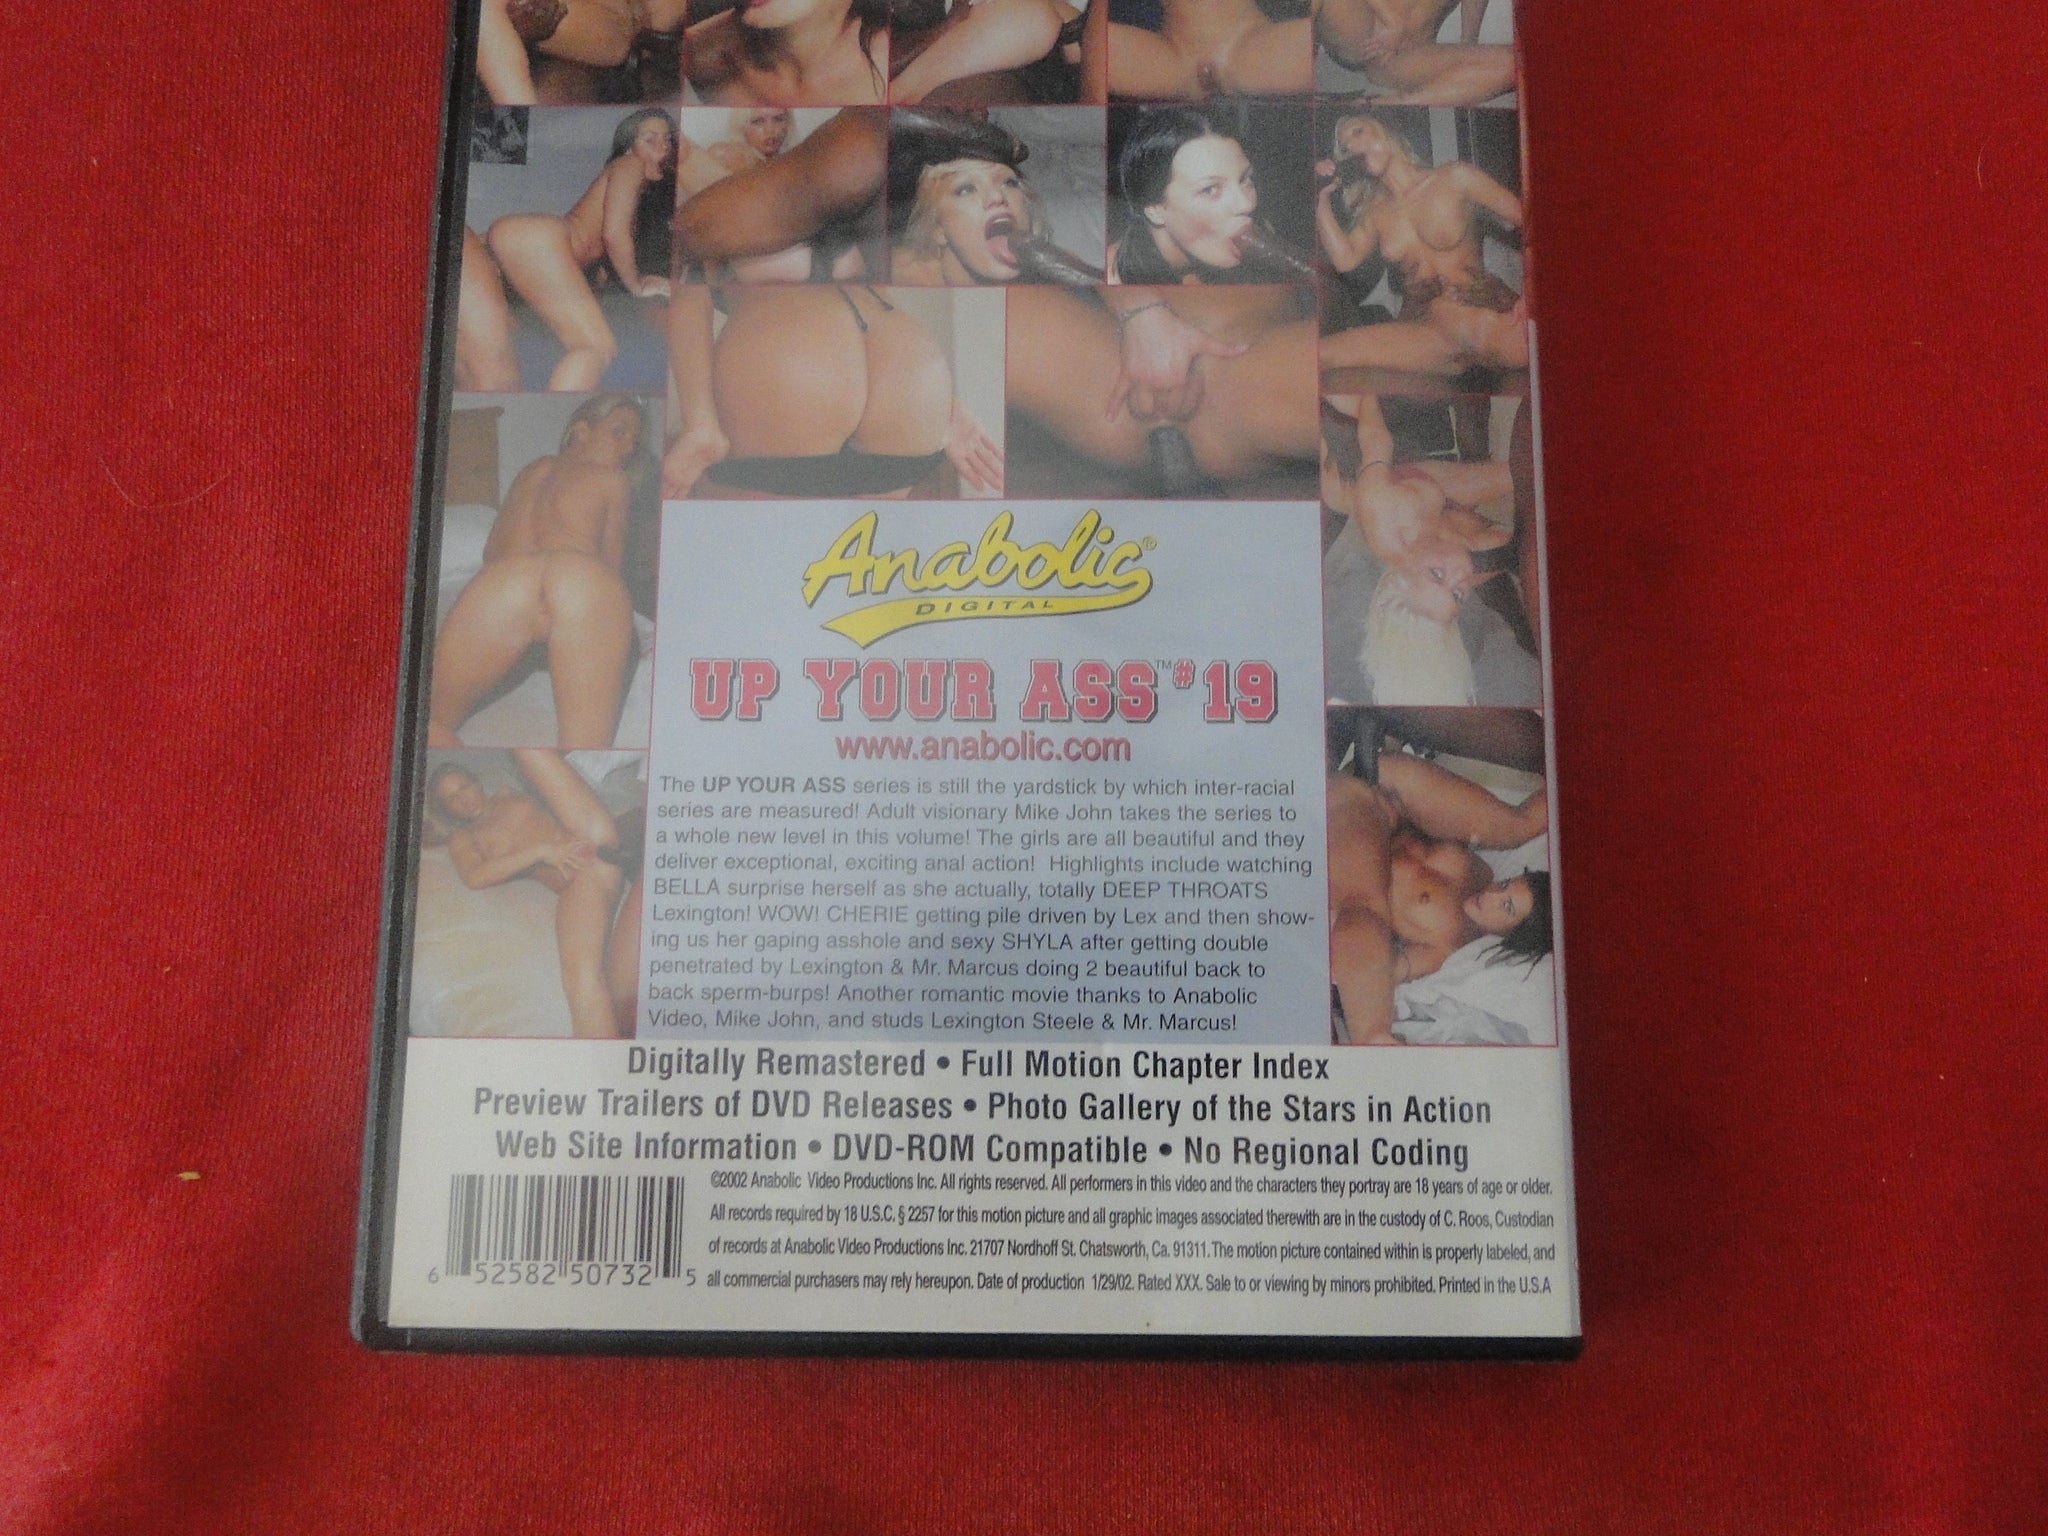 Anabolic®
DIGITAL
UP YOUR ASS™ #19
www.anabolic.com
The UP YOUR ASS series is still the yardstick by which inter-racial
series are measured! Adult visionary Mike John takes the series to
a whole new level in this volume! The girls are all beautiful and they
deliver exceptional, exciting anal action! Highlights include watching
BELLA surprise herself as she actually, totally DEEP THROATS
Lexington! WOW! CHERIE getting pile driven by Lex and then show-
ing us her gaping asshole and sexy SHYLA after getting double
penetrated by Lexington & Mr. Marcus doing 2 beautiful back to
back sperm-burps! Another romantic movie thanks to Anabolic
Video, Mike John, and studs Lexington Steele & Mr. Marcus!
Digitally Remastered • Full Motion Chapter Index
Preview Trailers of DVD Releases • Photo Gallery of the Stars in Action
Web Site Information • DVD-ROM Compatible • No Regional Coding
©2002 Anabolic Video Productions Inc. All rights reserved. All performers in this video and the characters they portray are 18 years of age or older.
All records required by 18 U.S.C. § 2257 for this motion picture and all graphic images associated therewith are in the custody of C. Roos, Custodian
of records at Anabolic Video Productions Inc. 21707 Nordhoff St. Chatsworth, Ca. 91311. The motion picture contained within is properly labeled, and
all commercial purchasers may rely hereupon. Date of production 1/29/02. Rated XXX. Sale to or viewing by minors prohibited. Printed in the U.S.A
6 52582 50732 5